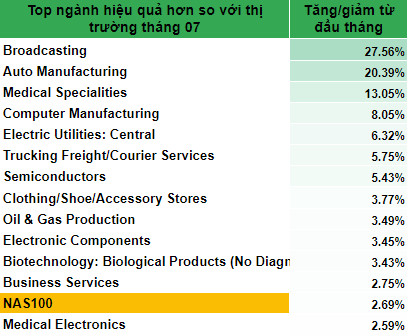 Top ngành hiệu quả hơn so với thị Tăng/giảm từ
trường tháng 07 đầu tháng
Broadcasting 27.56%
Auto Manufacturing 20.39%
Medical Specialities 13.05%
Computer Manufacturing 8.05%
Electric Utilities: Central 6.32%
Trucking Freight/Courier Services 5.75%
Semiconductors 5.43%
Clothing/Shoe/Accessory Stores 3.77%
Oil & Gas Production 3.49%
Electronic Components 3.45%
Biotechnology: Biological Products (No Diagn 3.43%
Business Services 2.75%
NAS100 2.69%
Medical Electronics 2.59%